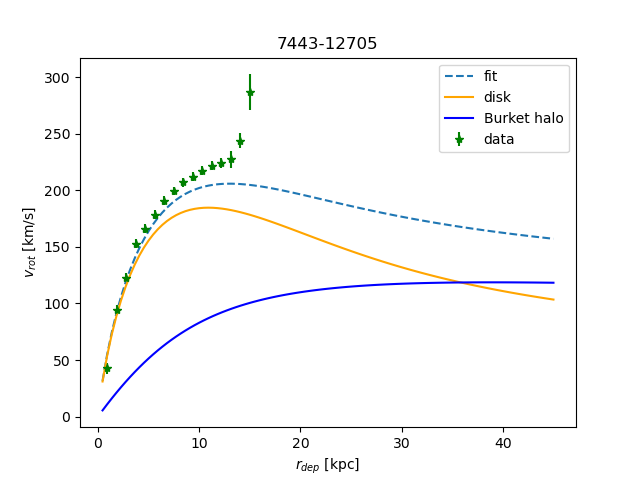 7443-12705
300
250
200
150
100
50
0
v_rot [km/s]
fit
disk
Burket halo
data
0 10 20 30 40
r_dep [kpc]